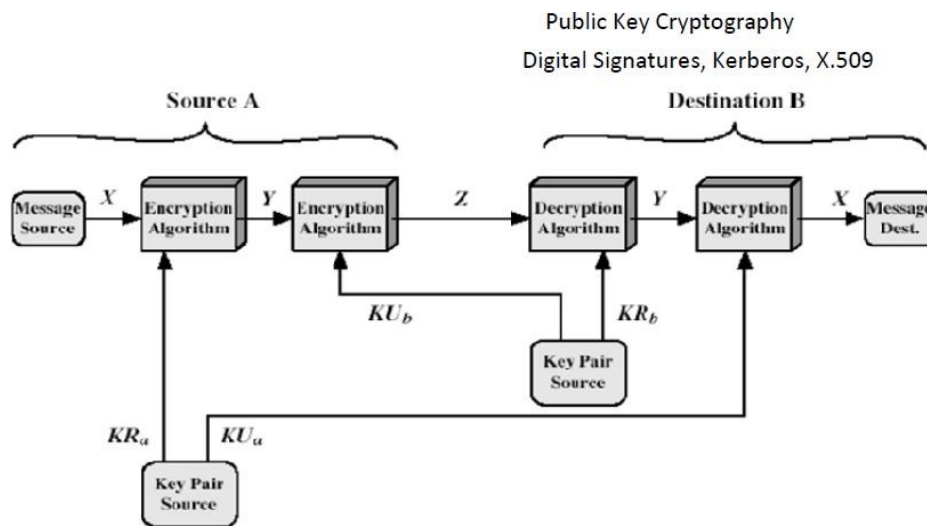 Public Key Cryptography
Digital Signatures, Kerberos, X.509
Source A
Destination B
Message
Source
X
Encryption
Algorithm
Y
Encryption
Algorithm
Z
Decryption
Algorithm
Y
Decryption
Algorithm
X
Message
Dest.
KUb
KRb
Key Pair
Source
KRa
KUa
Key Pair
Source